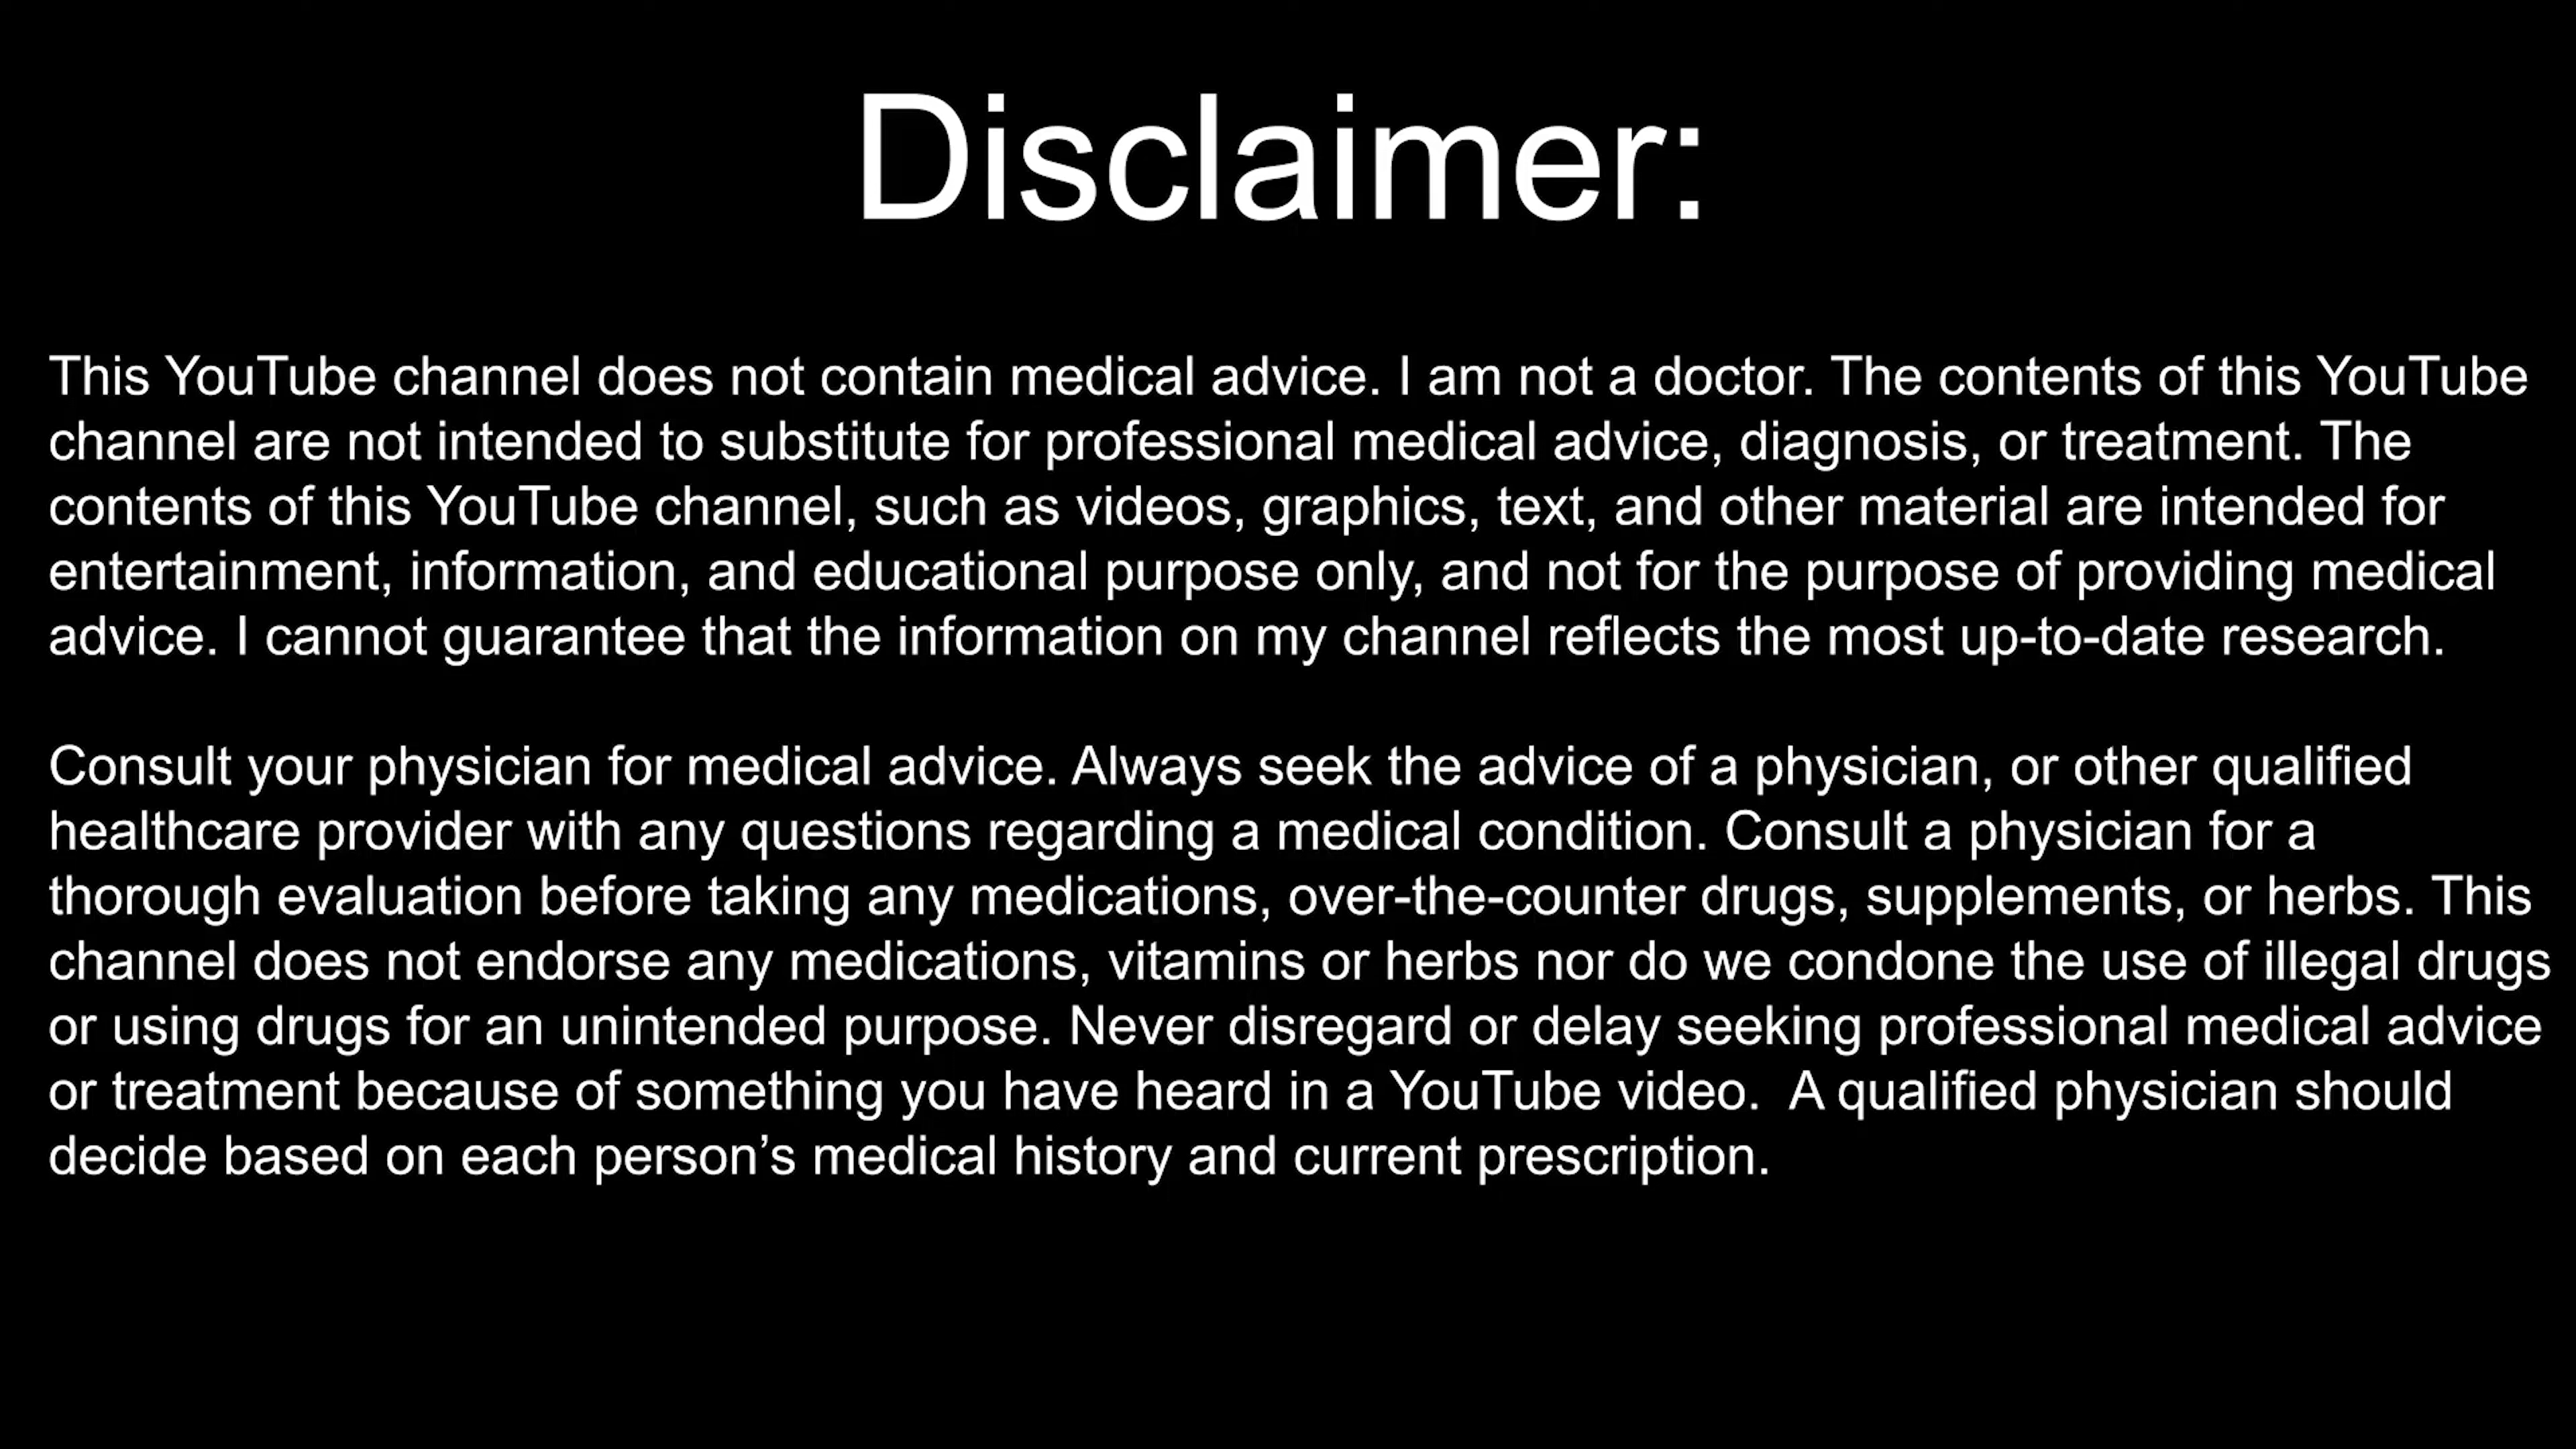 Disclaimer:
This YouTube channel does not contain medical advice. I am not a doctor. The contents of this YouTube
channel are not intended to substitute for professional medical advice, diagnosis, or treatment. The
contents of this YouTube channel, such as videos, graphics, text, and other material are intended for
entertainment, information, and educational purpose only, and not for the purpose of providing medical
advice. I cannot guarantee that the information on my channel reflects the most up-to-date research.
Consult your physician for medical advice. Always seek the advice of a physician, or other qualified
healthcare provider with any questions regarding a medical condition. Consult a physician for a
thorough evaluation before taking any medications, over-the-counter drugs, supplements, or herbs. This
channel does not endorse any medications, vitamins or herbs nor do we condone the use of illegal drugs
or using drugs for an unintended purpose. Never disregard or delay seeking professional medical advice
or treatment because of something you have heard in a YouTube video.  A qualified physician should
decide based on each person’s medical history and current prescription.